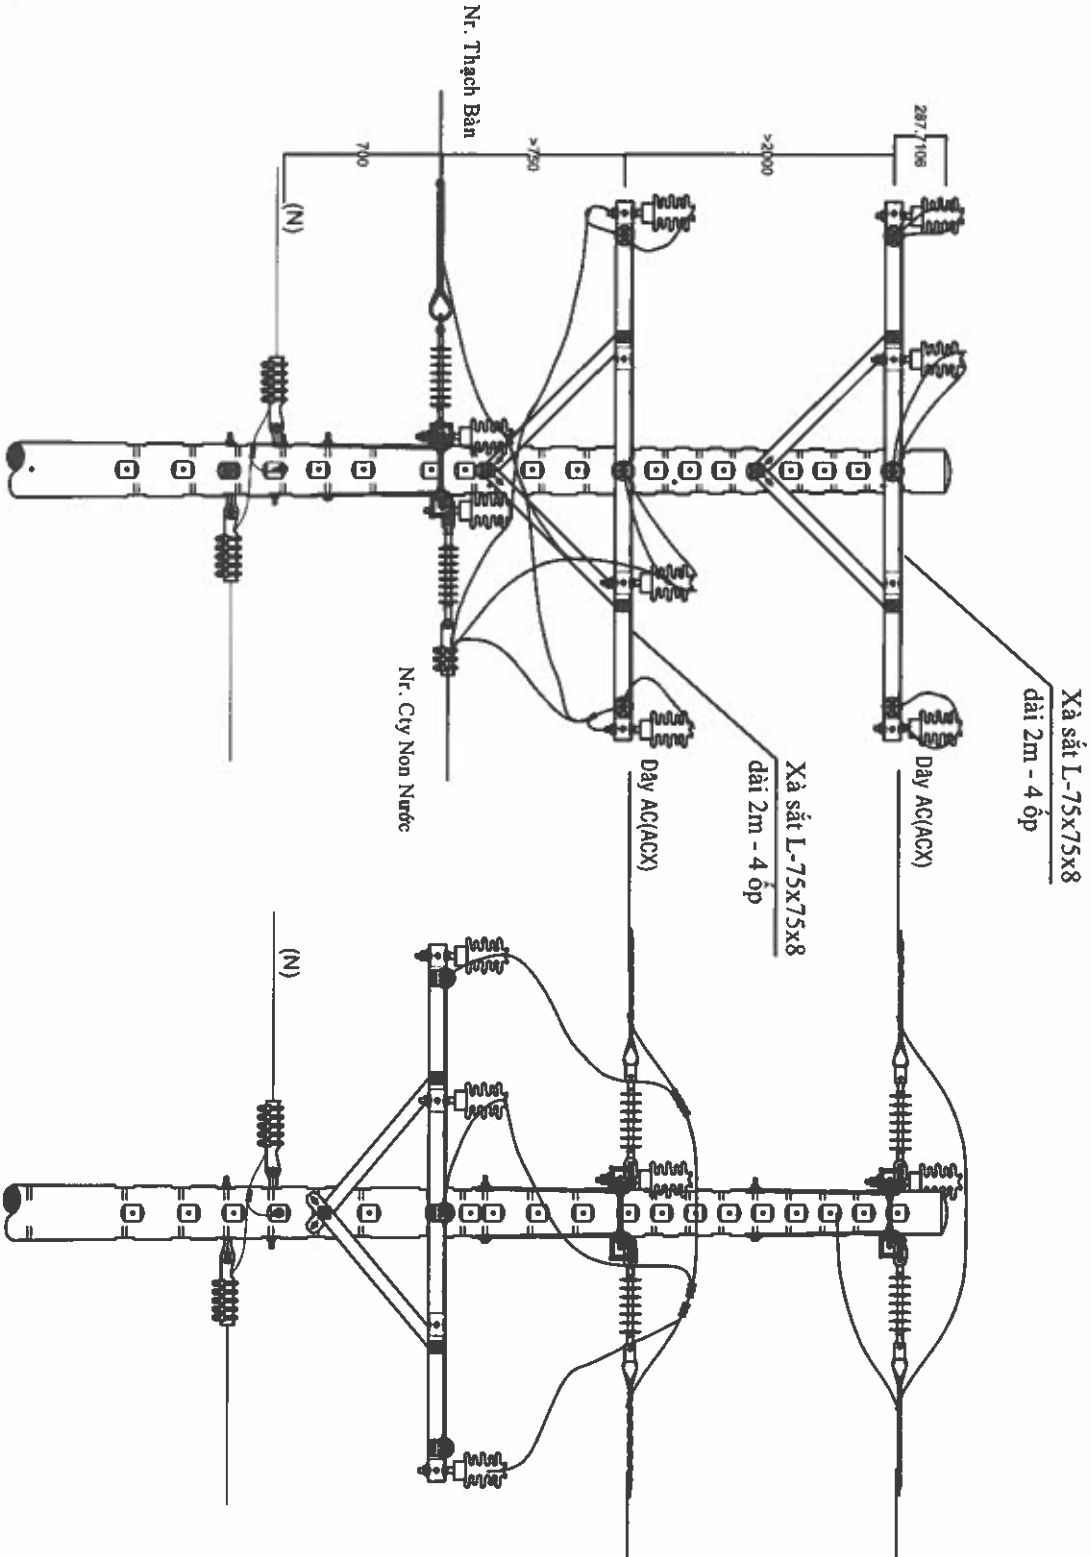 Xà sắt L-75x75x8
dài 2m - 4 ốp
Xà sắt L-75x75x8
dài 2m - 4 ốp
Dây AC(ACX)
Dây AC(ACX)
287.7106
>2000
>750
700
Nr. Thạch Bàn
(N)
Nr. Cty Non Nước
(N)